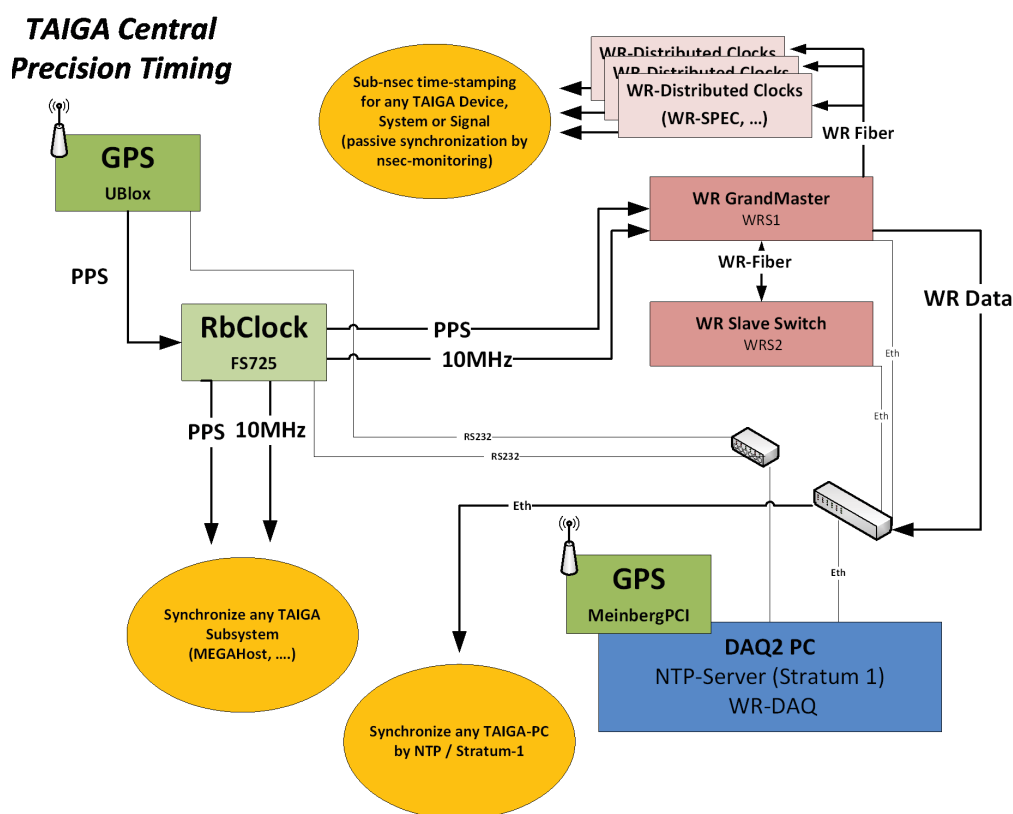 TAIGA Central
Precision Timing
GPS
UBlox
PPS
RbClock
FS725
PPS
10MHz
PPS
10MHz
Synchronize any TAIGA
Subsystem
(MEGAHost, ....)
Sub-nsec time-stamping
for any TAIGA Device,
System or Signal
(passive synchronization by
nsec-monitoring)
WR-Distributed Clocks
WR-Distributed Clocks
WR-Distributed Clocks
(WR-SPEC, ...)
WR Fiber
WR GrandMaster
WRS1
WR-Fiber
WR Slave Switch
WRS2
WR Data
Eth
Eth
RS232
RS232
Eth
Eth
GPS
MeinbergPCI
DAQ2 PC
NTP-Server (Stratum 1)
WR-DAQ
Synchronize any TAIGA-PC
by NTP / Stratum-1